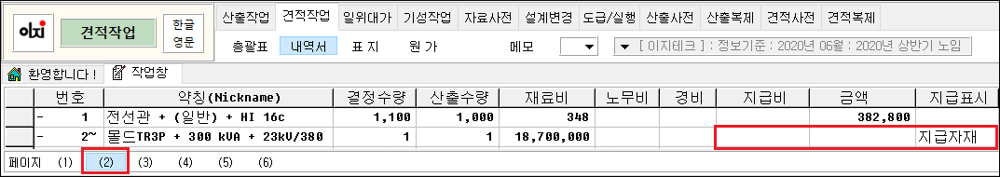 이지 견적작업 한글 영문
산출작업 견적작업 일위대가 기성작업 자료사전 설계변경 도급/실행 산출사전 산출복제 견적사전 견적복제
총괄표 내역서 표 지 원 가 메모 [ 이지테크 ] : 정보기준 : 2020년 06월 : 2020년 상반기 노임
환영합니다 ! 작업창
번호 약칭(Nickname) 결정수량 산출수량 재료비 노무비 경비 지급비 금액 지급표시
- 1 전선관 + (일반) + HI 16c 1,100 1,000 348 382,800
- 2~ 몰드TR3P + 300 kVA + 23kV/380 1 1 18,700,000 지급자재
페이지 (1) (2) (3) (4) (5) (6)